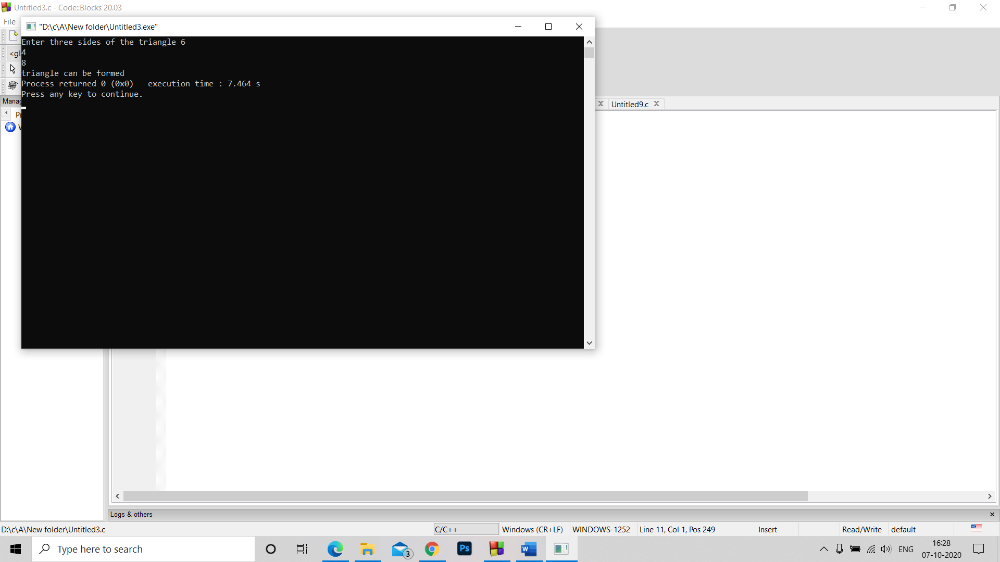 Untitled3.c - Code::Blocks 20.03
File
"D:\c\A\New folder\Untitled3.exe"
Enter three sides of the triangle 6
4
8
triangle can be formed
Process returned 0 (0x0)   execution time : 7.464 s
Press any key to continue.
<gl
Manag
Pr
W
Untitled9.c
Logs & others
D:\c\A\New folder\Untitled3.c
C/C++
Windows (CR+LF)
WINDOWS-1252
Line 11, Col 1, Pos 249
Insert
Read/Write
default
Type here to search
3
Ps
W
ENG
16:28
07-10-2020